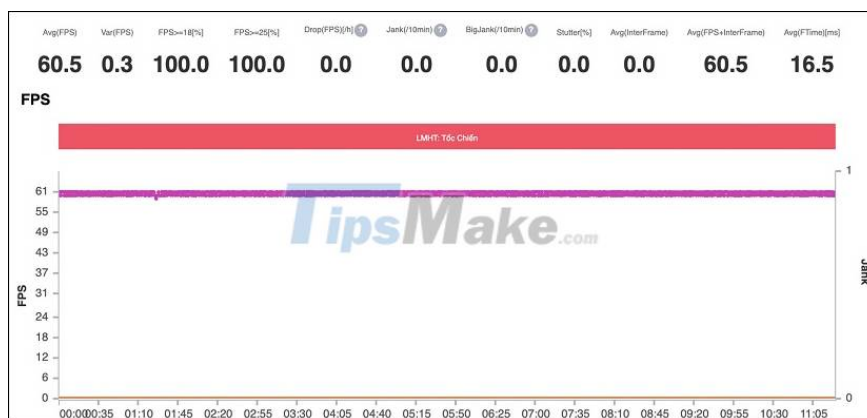 Avg(FPS) Var(FPS) FPS>=18[%] FPS>=25[%] Drop(FPS)[/h] ? Jank(/10min) ? BigJank(/10min) ? Stutter[%] Avg(InterFrame) Avg(FPS+InterFrame) Avg(FTime)[ms]
60.5 0.3 100.0 100.0 0.0 0.0 0.0 0.0 0.0 60.5 16.5
FPS
LMHT: Tốc Chiến
1
61
55
49
43
37
31
24
18
12
6
0
FPS
TipsMake.com
Jank
0
00:00 00:35 01:10 01:45 02:20 02:55 03:30 04:05 04:40 05:15 05:50 06:25 07:00 07:35 08:10 08:45 09:20 09:55 10:30 11:05